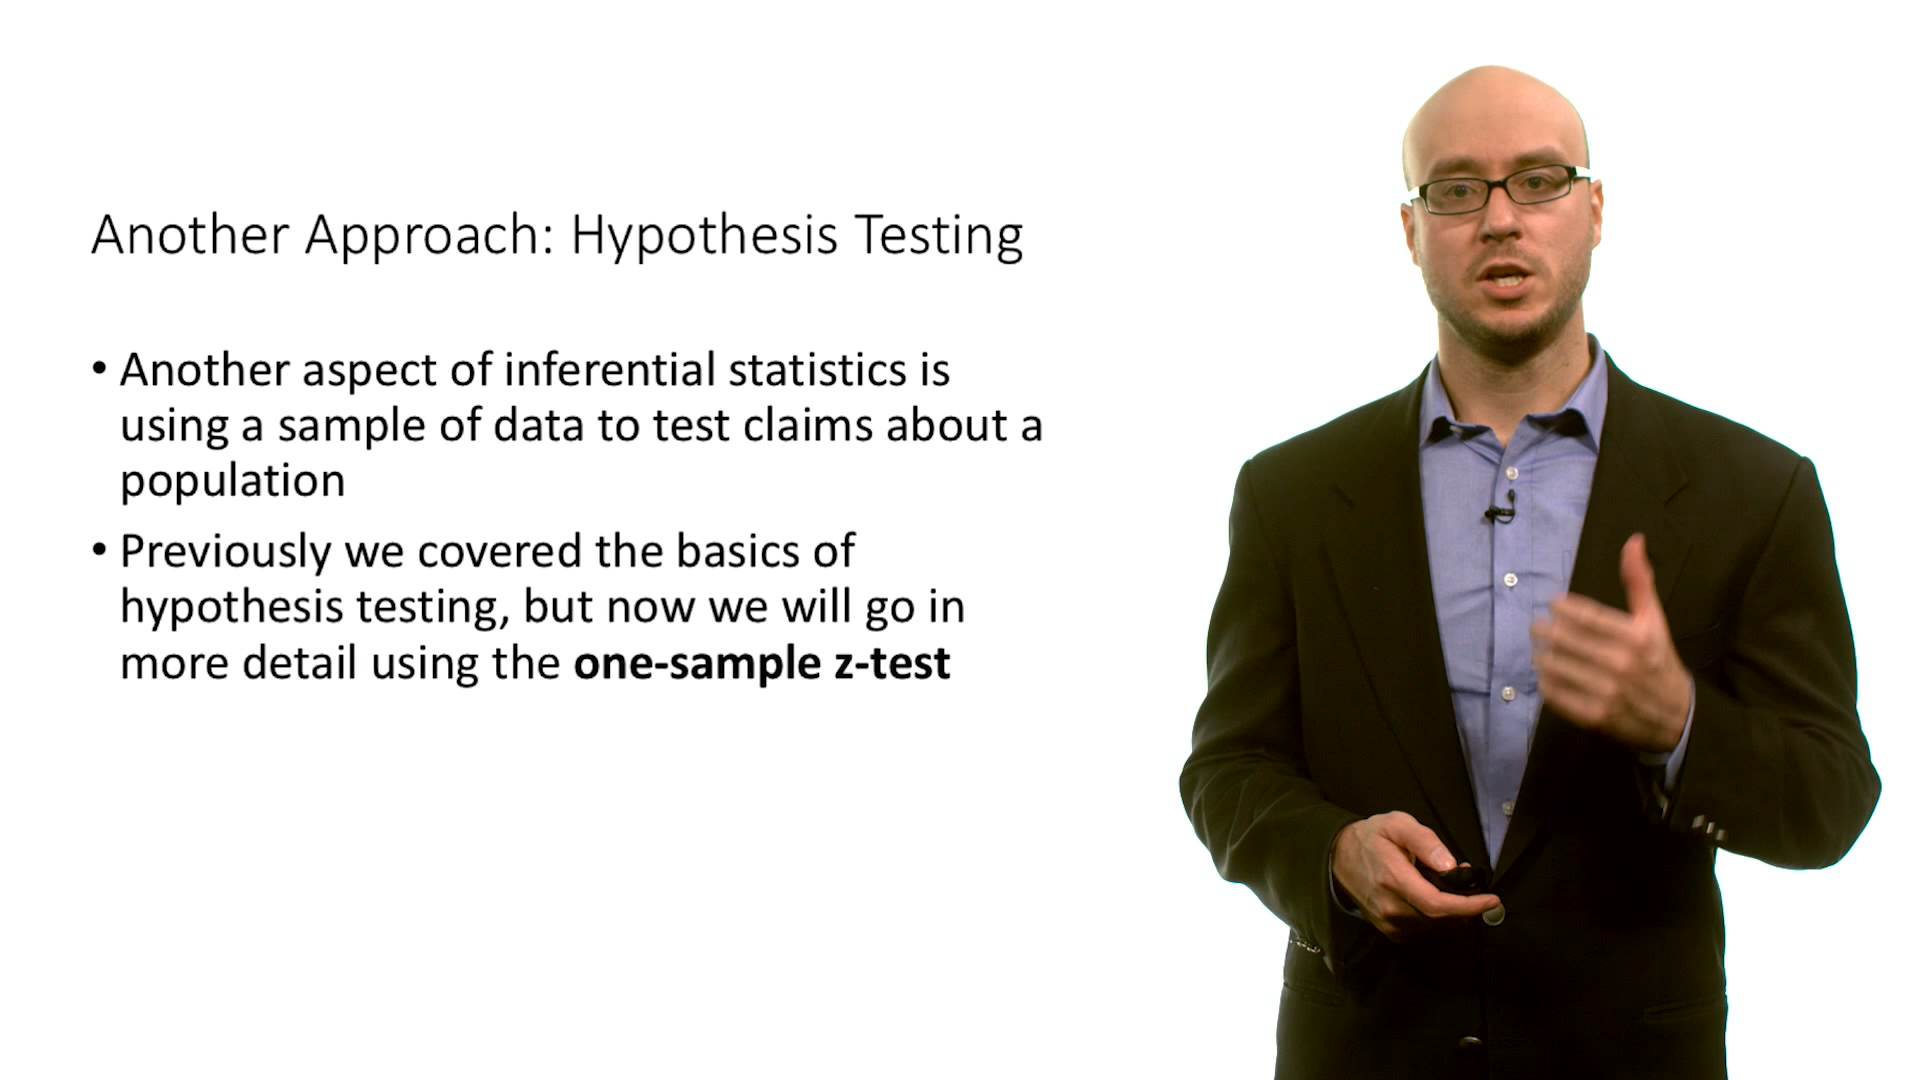 Another Approach: Hypothesis Testing
• Another aspect of inferential statistics is
using a sample of data to test claims about a
population
• Previously we covered the basics of
hypothesis testing, but now we will go in
more detail using the one-sample z-test